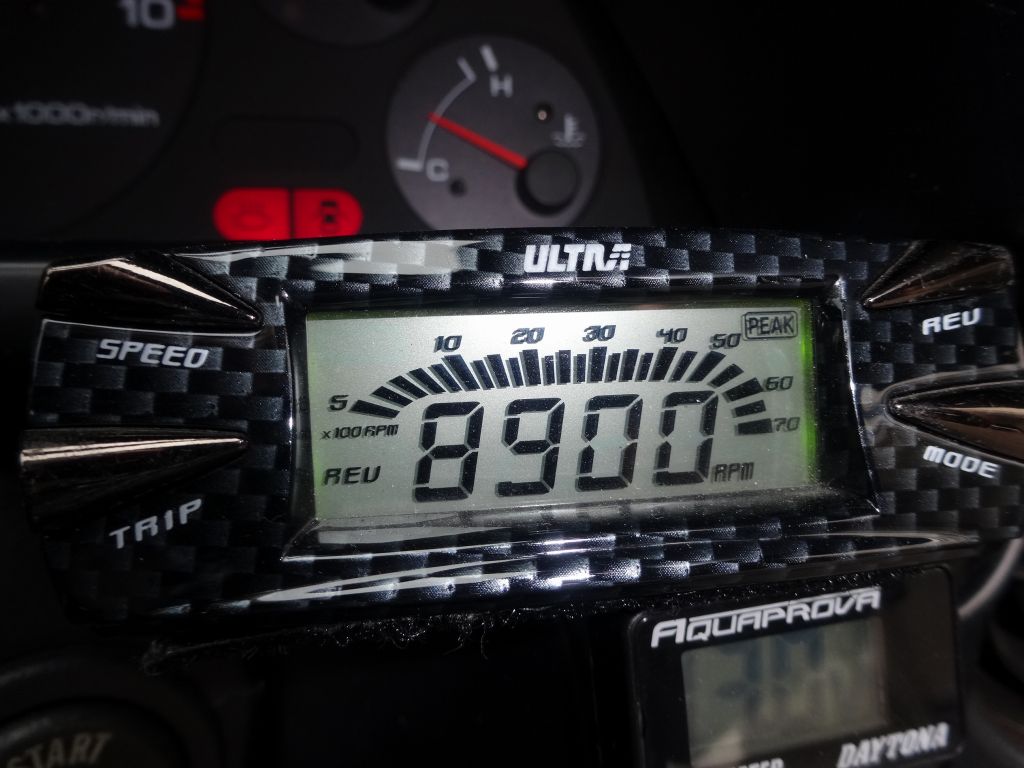 10
x1000r/min
H
C
ULTRA
SPEED
REV
10 20 30 40 50 PEAK
5 60
x100RPM 70
8900
REV RPM
MODE
TRIP
AQUAPROVA
START
DAYTONA